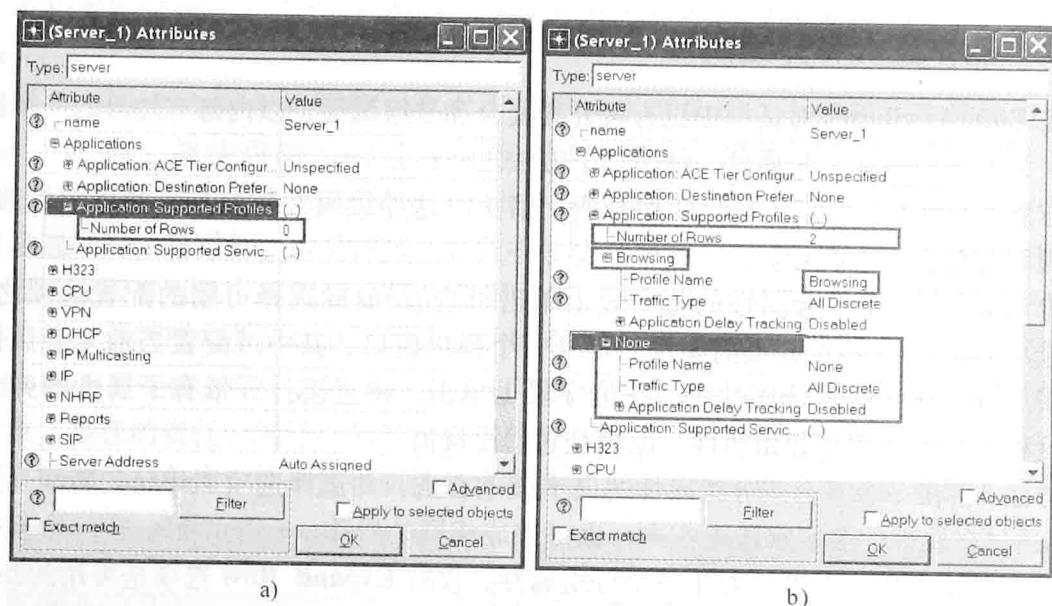 (Server_1) Attributes
Type: server
Attribute Value
name Server_1
Applications
Application: ACE Tier Configur... Unspecified
Application: Destination Prefer... None
Application: Supported Profiles (...)
Number of Rows 0
Application: Supported Servic... (...)
H323
CPU
VPN
DHCP
IP Multicasting
IP
NHRP
Reports
SIP
Server Address Auto Assigned
Advanced
Filter
Apply to selected objects
Exact match
OK
Cancel
a)
(Server_1) Attributes
Type: server
Attribute Value
name Server_1
Applications
Application: ACE Tier Configur... Unspecified
Application: Destination Prefer... None
Application: Supported Profiles (...)
Number of Rows 2
Browsing
Profile Name Browsing
Traffic Type All Discrete
Application Delay Tracking Disabled
None
Profile Name None
Traffic Type All Discrete
Application Delay Tracking Disabled
Application: Supported Servic... (...)
H323
CPU
Advanced
Filter
Apply to selected objects
Exact match
OK
Cancel
b)